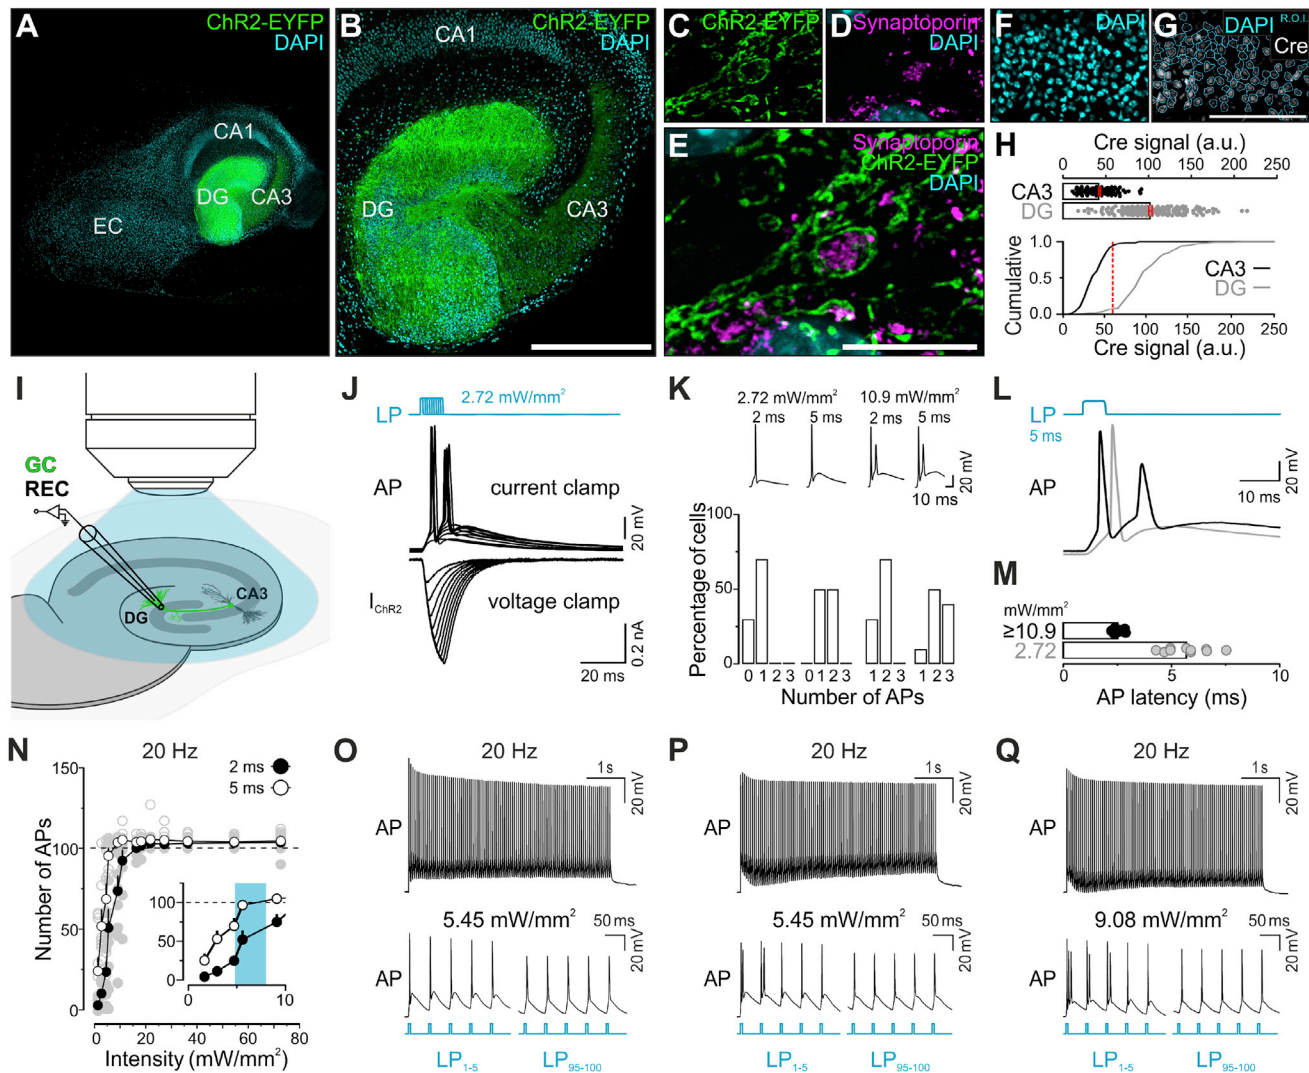 A
ChR2-EYFP
DAPI
CA1
DG
CA3
EC
B
ChR2-EYFP
DAPI
CA1
DG
CA3
C
ChR2-EYFP
D
Synaptoporin
DAPI
E
Synaptoporin
ChR2-EYFP
DAPI
F
DAPI
G
DAPI R.O.I.
Cre
H
Cre signal (a.u.)
0 50 100 150 200 250
CA3
DG
Cumulative
1.0
0.5
0.0
CA3
DG
0 50 100 150 200 250
Cre signal (a.u.)
I
GC
REC
DG
CA3
J
LP
2.72 mW/mm²
AP
current clamp
20 mV
I_ChR2
voltage clamp
0.2 nA
20 ms
K
2.72 mW/mm² 10.9 mW/mm²
2 ms 5 ms 2 ms 5 ms
20 mV
10 ms
Percentage of cells
100
50
0
0 1 2 3 0 1 2 3 0 1 2 3 1 2 3
Number of APs
L
LP
5 ms
AP
20 mV
10 ms
M
mW/mm²
≥10.9
2.72
0 5 10
AP latency (ms)
N
20 Hz
2 ms
5 ms
Number of APs
150
100
50
0
100
50
0
0 5 10
0 20 40 60 80
Intensity (mW/mm²)
O
20 Hz
1s
20 mV
AP
5.45 mW/mm²
50 ms
20 mV
AP
LP₁₋₅
LP₉₅₋₁₀₀
P
20 Hz
1s
20 mV
AP
5.45 mW/mm²
50 ms
20 mV
AP
LP₁₋₅
LP₉₅₋₁₀₀
Q
20 Hz
1s
20 mV
AP
9.08 mW/mm²
50 ms
20 mV
AP
LP₁₋₅
LP₉₅₋₁₀₀